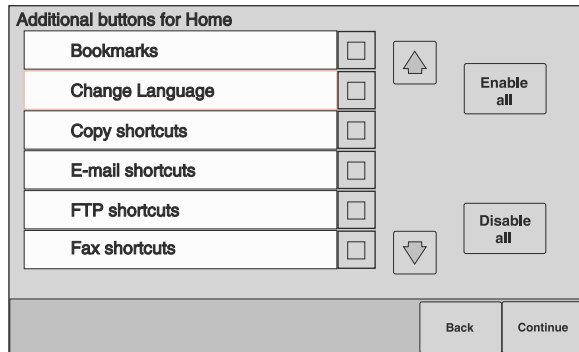 Additional buttons for Home
Bookmarks
Change Language
Copy shortcuts
E-mail shortcuts
FTP shortcuts
Fax shortcuts
Enable
all
Disable
all
Back
Continue